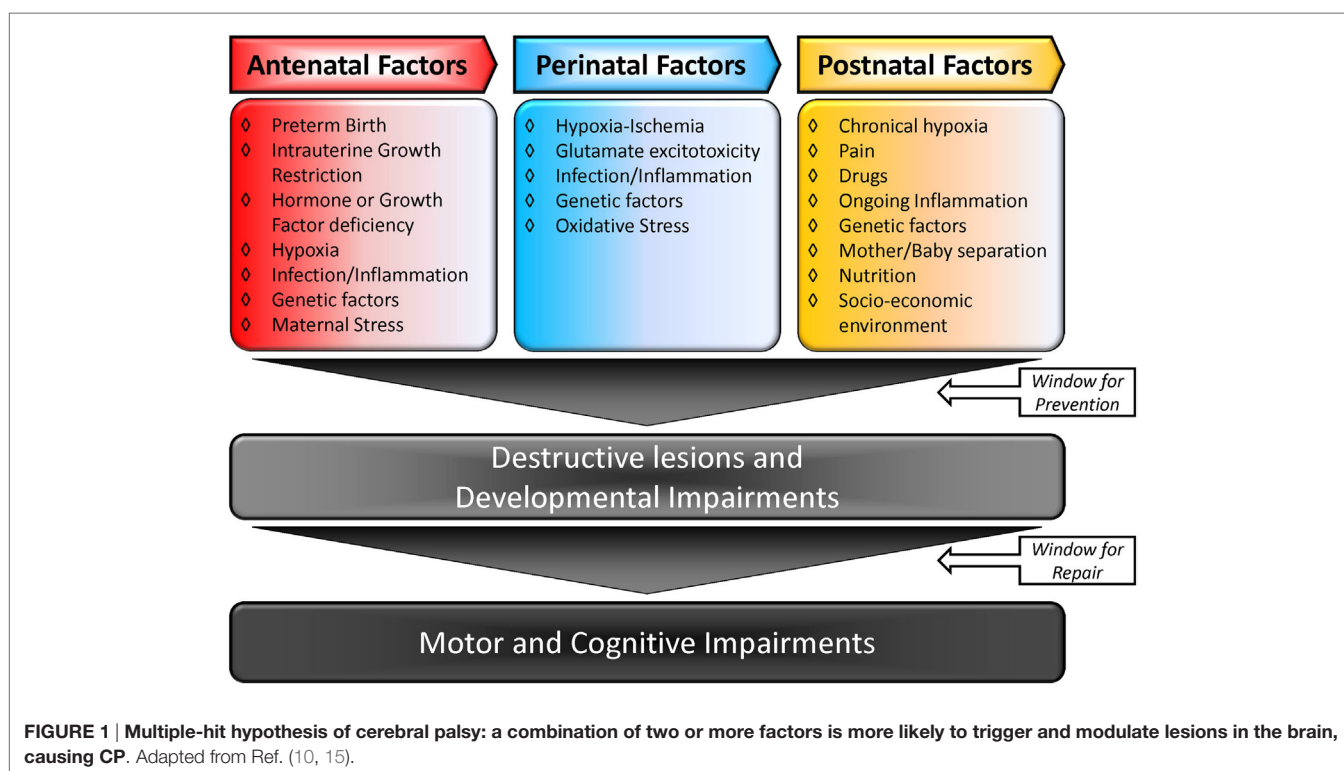 Antenatal Factors
◊ Preterm Birth
◊ Intrauterine Growth
Restriction
◊ Hormone or Growth
Factor deficiency
◊ Hypoxia
◊ Infection/Inflammation
◊ Genetic factors
◊ Maternal Stress
Perinatal Factors
◊ Hypoxia-Ischemia
◊ Glutamate excitotoxicity
◊ Infection/Inflammation
◊ Genetic factors
◊ Oxidative Stress
Postnatal Factors
◊ Chronical hypoxia
◊ Pain
◊ Drugs
◊ Ongoing Inflammation
◊ Genetic factors
◊ Mother/Baby separation
◊ Nutrition
◊ Socio-economic
environment
Window for
Prevention
Destructive lesions and
Developmental Impairments
Window for
Repair
Motor and Cognitive Impairments
FIGURE 1 | Multiple-hit hypothesis of cerebral palsy: a combination of two or more factors is more likely to trigger and modulate lesions in the brain,
causing CP. Adapted from Ref. (10, 15).